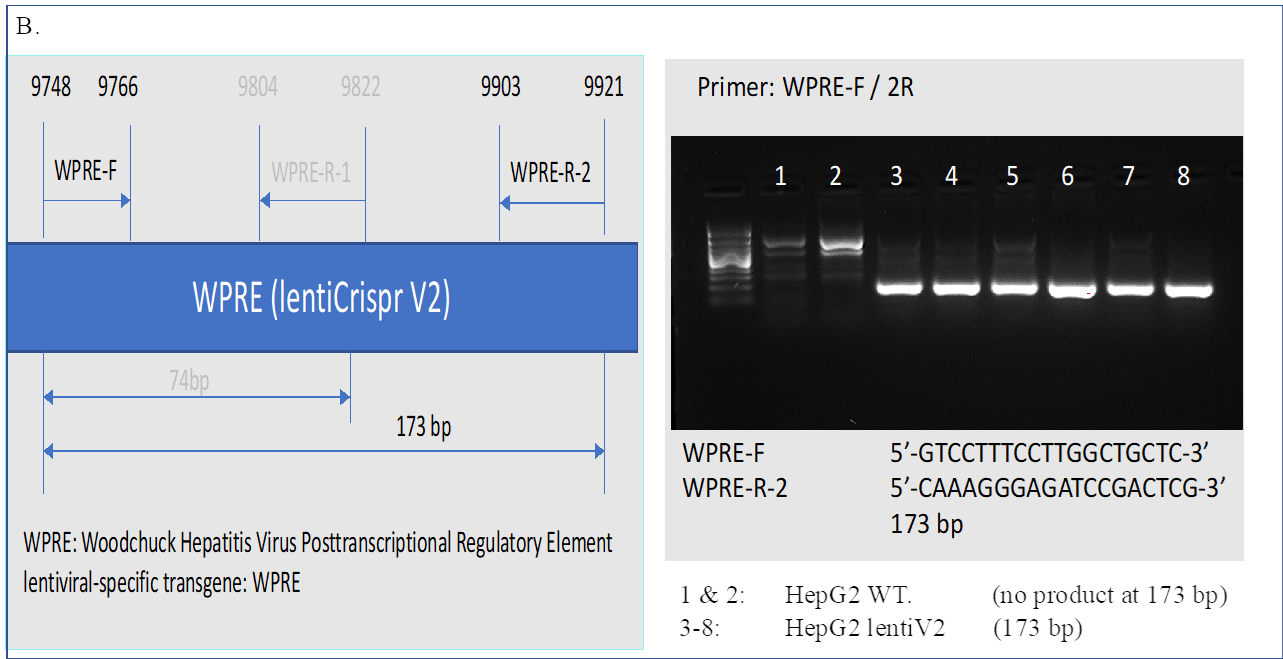 B.
9748 9766 9804 9822 9903 9921
WPRE-F WPRE-R-1 WPRE-R-2
WPRE (lentiCrispr V2)
74bp
173 bp
WPRE: Woodchuck Hepatitis Virus Posttranscriptional Regulatory Element
lentiviral-specific transgene: WPRE
Primer: WPRE-F / 2R
1 2 3 4 5 6 7 8
WPRE-F 5’-GTCCTTTCCTTGGCTGCTC-3’
WPRE-R-2 5’-CAAAGGGAGATCCGACTCG-3’
173 bp
1 & 2: HepG2 WT. (no product at 173 bp)
3-8: HepG2 lentiV2 (173 bp)